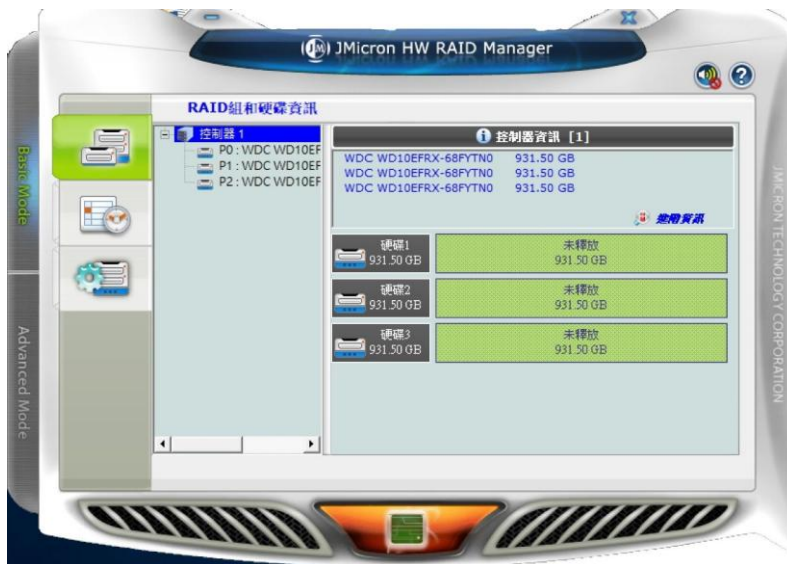 JMicron HW RAID Manager
RAID組和硬碟資訊
Basic Mode
Advanced Mode
控制器 1
P0 : WDC WD10EF
P1 : WDC WD10EF
P2 : WDC WD10EF
控制器資訊 [1]
WDC WD10EFRX-68FYTN0 931.50 GB
WDC WD10EFRX-68FYTN0 931.50 GB
WDC WD10EFRX-68FYTN0 931.50 GB
進階資訊
硬碟1
931.50 GB
未釋放
931.50 GB
硬碟2
931.50 GB
未釋放
931.50 GB
硬碟3
931.50 GB
未釋放
931.50 GB
JMICRON TECHNOLOGY CORPORATION